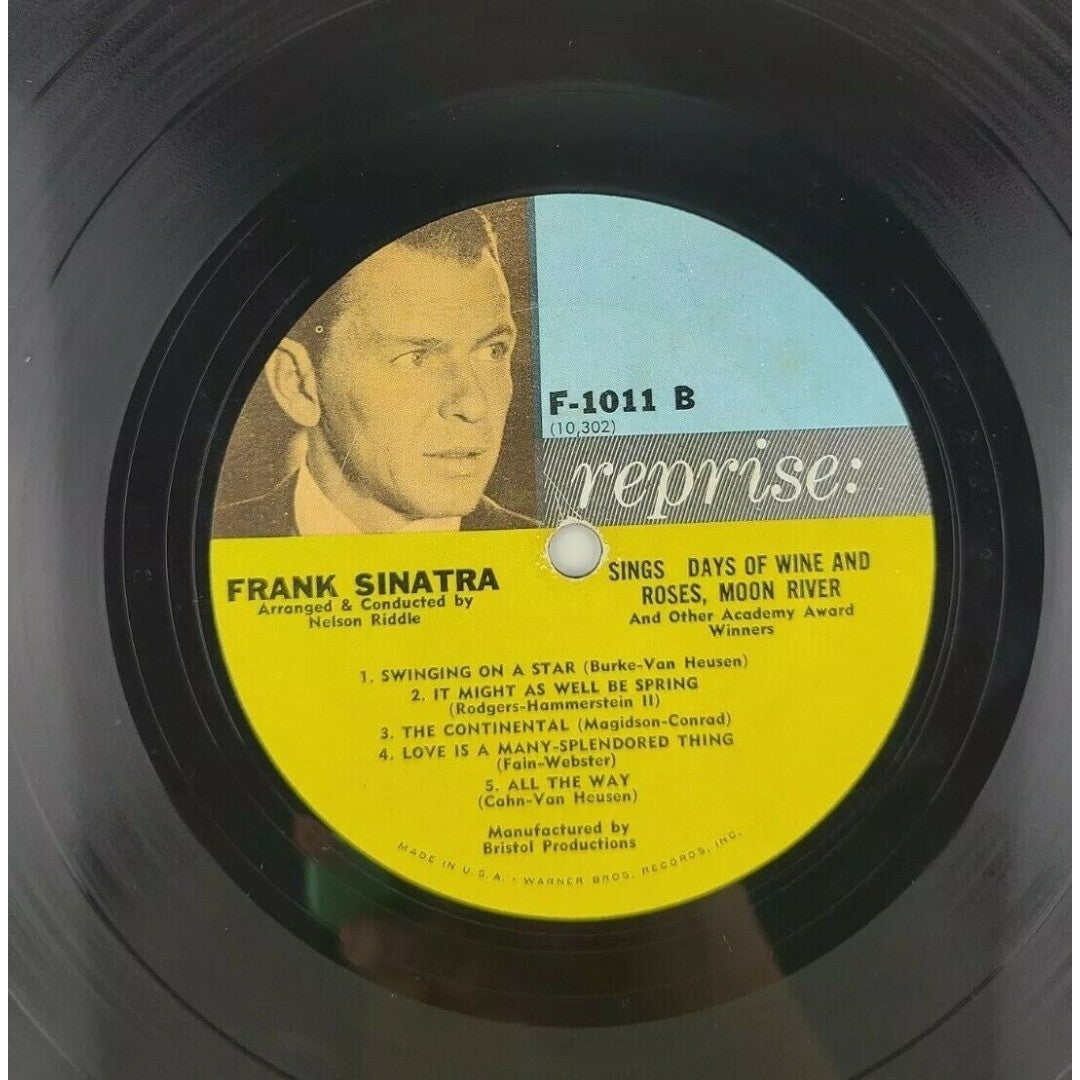 F-1011 B
(10,302)
reprise:
FRANK SINATRA
Arranged & Conducted by
Nelson Riddle
SINGS DAYS OF WINE AND
ROSES, MOON RIVER
And Other Academy Award
Winners
1. SWINGING ON A STAR (Burke-Van Heusen)
2. IT MIGHT AS WELL BE SPRING
(Rodgers-Hammerstein II)
3. THE CONTINENTAL (Magidson-Conrad)
4. LOVE IS A MANY-SPLENDORED THING
(Fain-Webster)
5. ALL THE WAY
(Cahn-Van Heusen)
Manufactured by
Bristol Productions
MADE IN U.S.A. • WARNER BROS. RECORDS, INC.